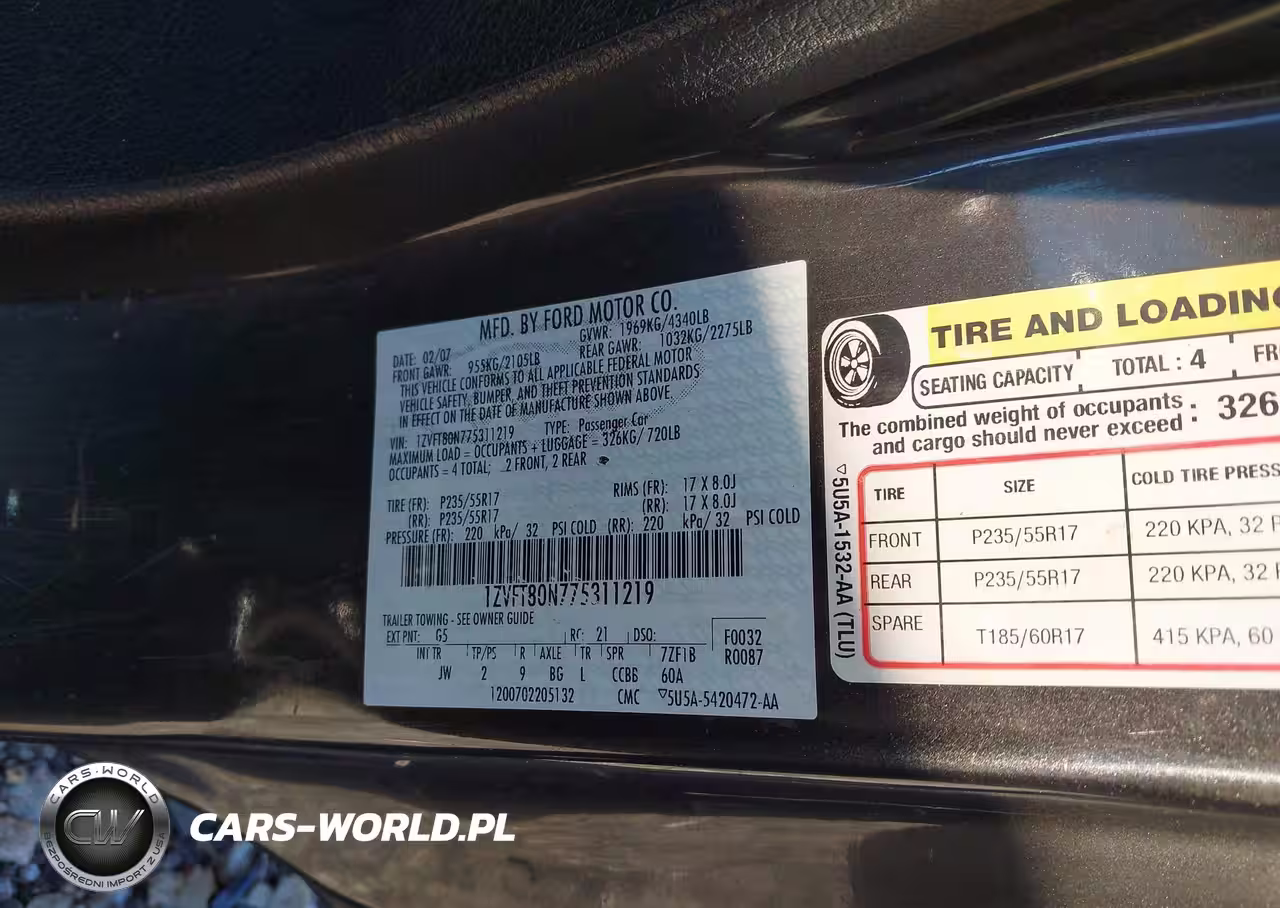 MFD. BY FORD MOTOR CO.
DATE: 02/07 GVWR: 1969KG/4340LB
FRONT GAWR: 955KG/2105LB REAR GAWR: 1032KG/2275LB
THIS VEHICLE CONFORMS TO ALL APPLICABLE FEDERAL MOTOR
VEHICLE SAFETY, BUMPER, AND THEFT PREVENTION STANDARDS
IN EFFECT ON THE DATE OF MANUFACTURE SHOWN ABOVE.
VIN: 1ZVFT80N775311219 TYPE: Passenger Car
MAXIMUM LOAD = OCCUPANTS + LUGGAGE = 326KG/ 720LB
OCCUPANTS = 4 TOTAL; 2 FRONT, 2 REAR
TIRE (FR): P235/55R17 RIMS (FR): 17 X 8.0J
(RR): P235/55R17 (RR): 17 X 8.0J
PRESSURE (FR): 220 kPa/ 32 PSI COLD (RR): 220 kPa/ 32 PSI COLD
1ZVFT80N775311219
TRAILER TOWING - SEE OWNER GUIDE
EXT PNT: G5 RC: 21 DSO: F0032
INT TR TP/PS R AXLE TR SPR 7ZF1B R0087
JW 2 9 BG L CCBB 60A
1200702205132 CMC ▽5U5A-5420472-AA
TIRE AND LOADING
SEATING CAPACITY TOTAL : 4 FR
The combined weight of occupants
and cargo should never exceed : 326
TIRE SIZE COLD TIRE PRESS
FRONT P235/55R17 220 KPA, 32 P
REAR P235/55R17 220 KPA, 32 P
SPARE T185/60R17 415 KPA, 60
▽5U5A-1532-AA (TLU)
CARS-WORLD
CW
BEZPOŚREDNI IMPORT Z USA
CARS-WORLD.PL